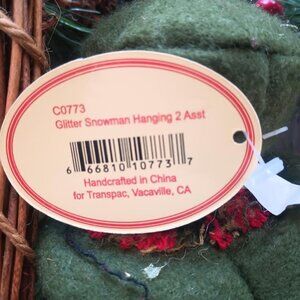 C0773
Glitter Snowman Hanging 2 Asst
6 66810 10773 7
Handcrafted in China
for Transpac, Vacaville, CA